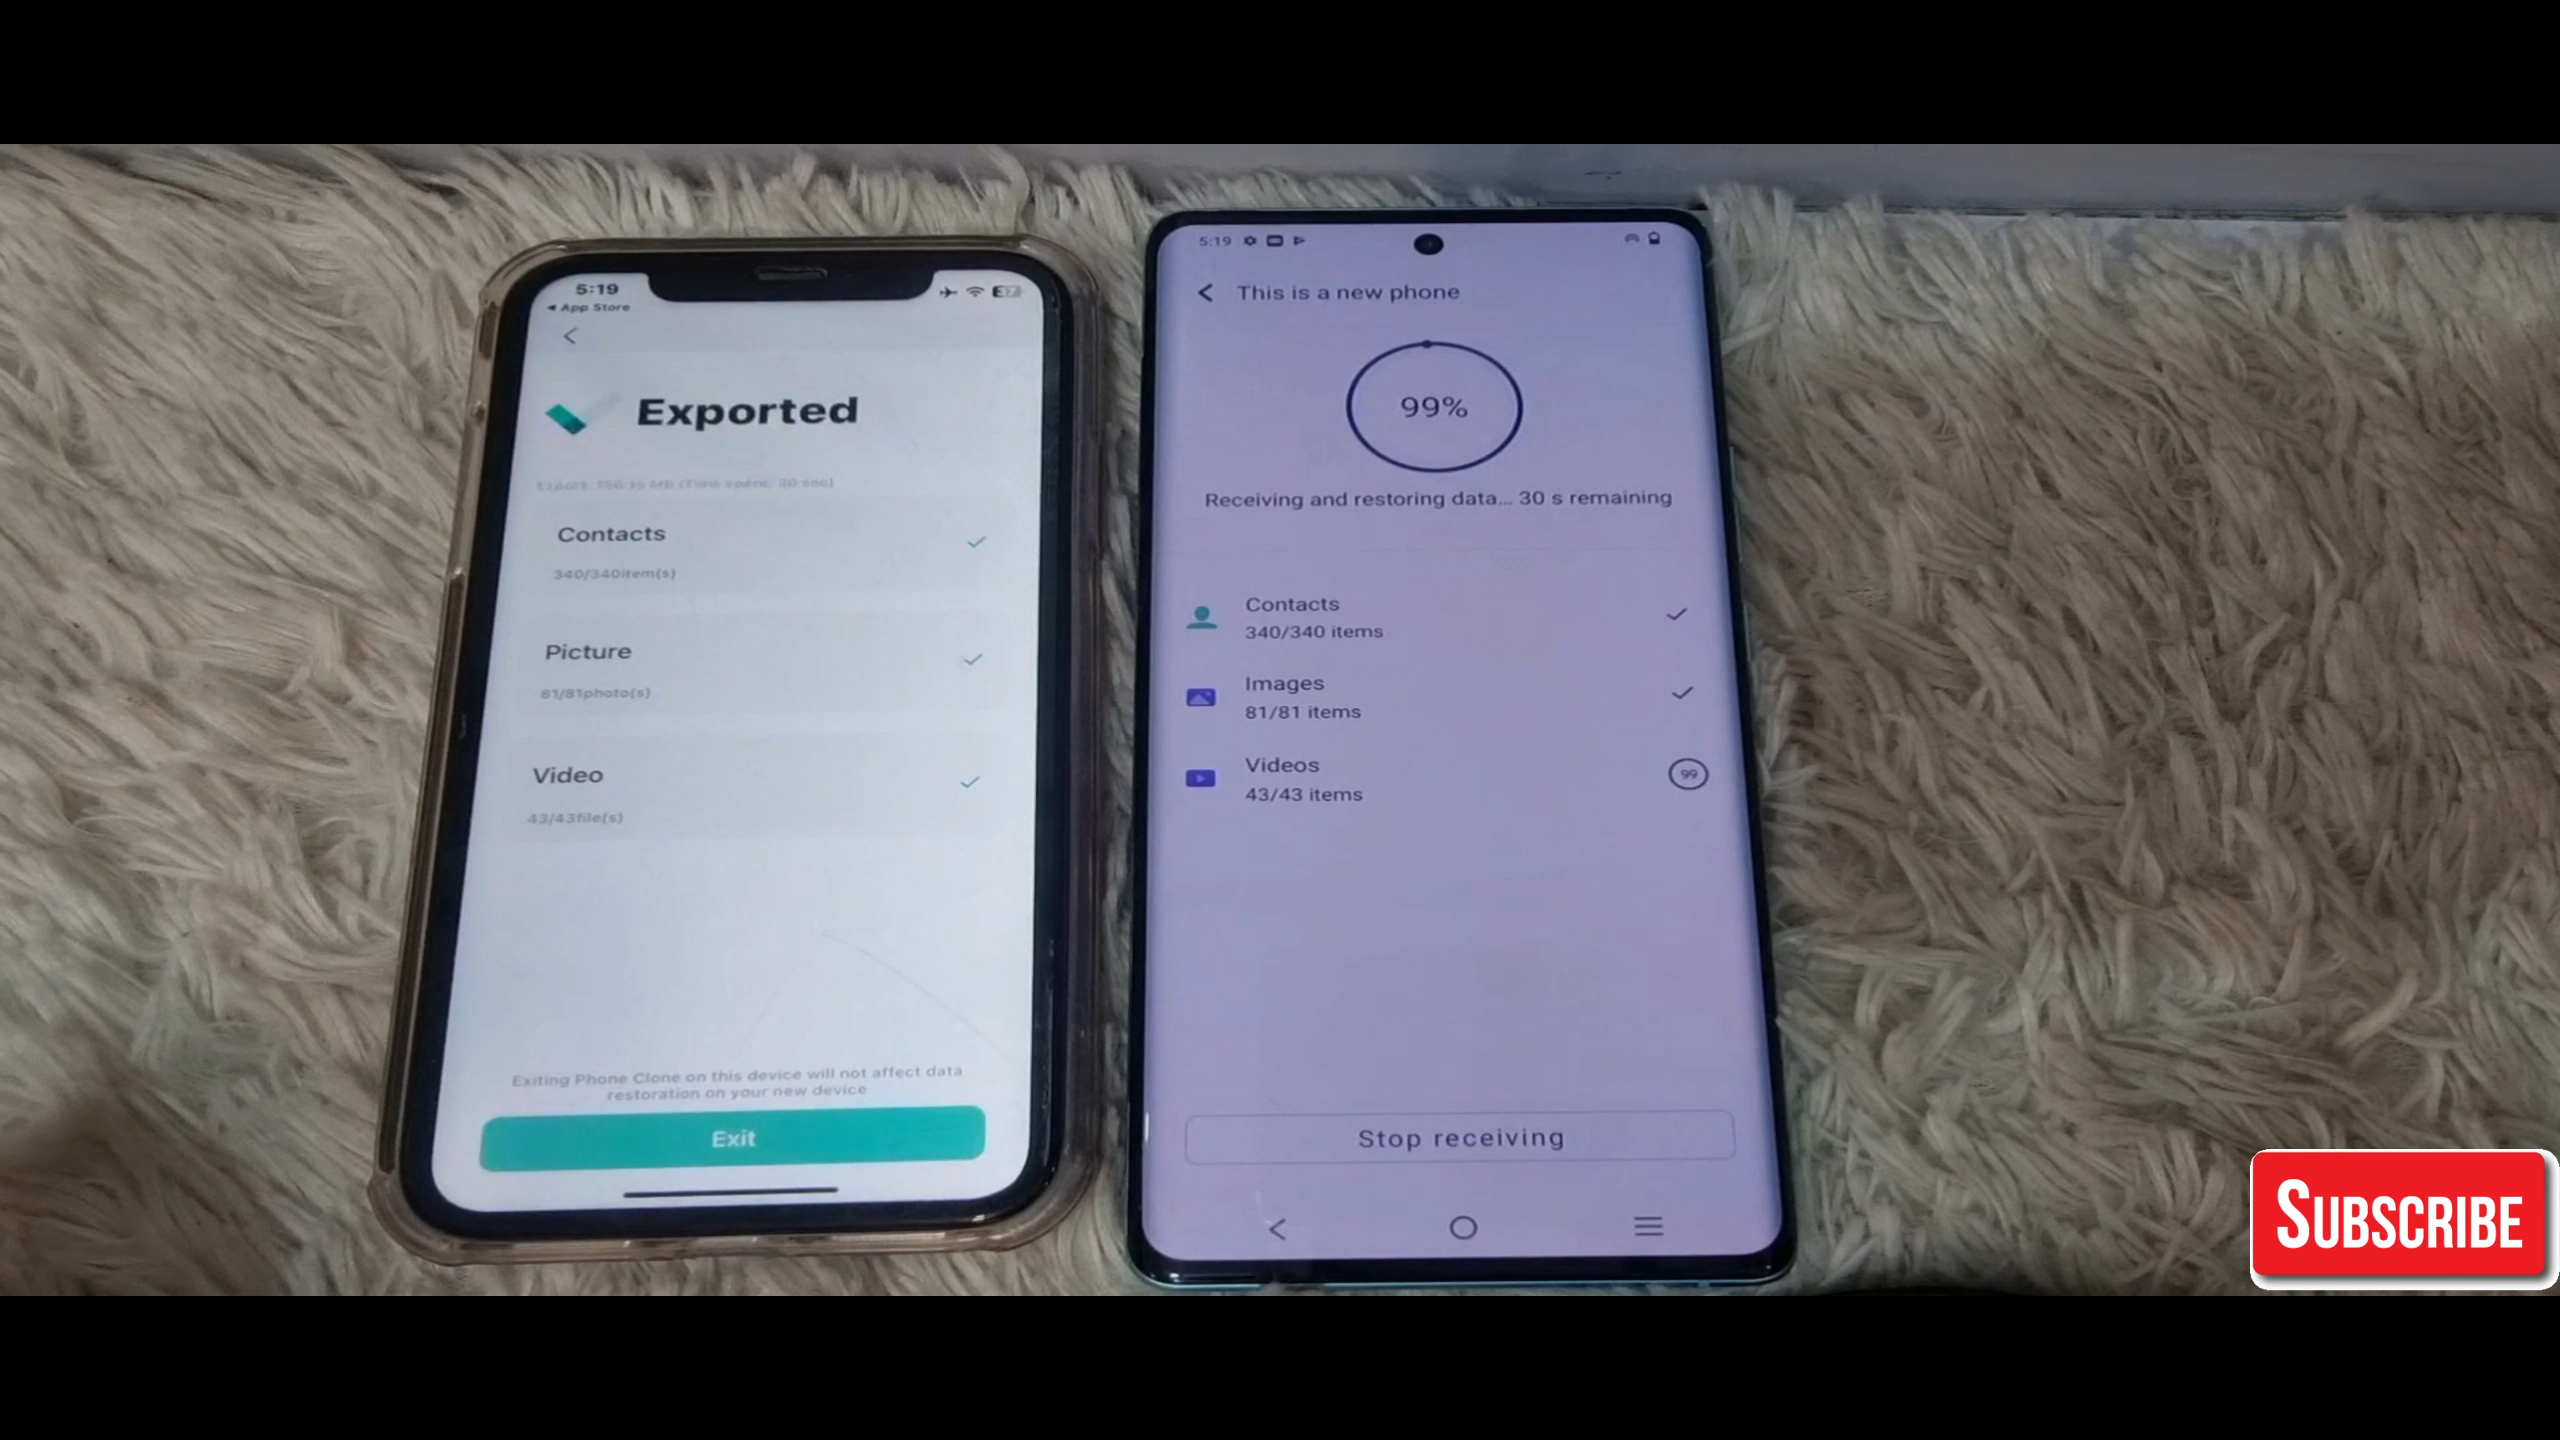 5:19
App Store
Exported
Contacts
340/340item(s)
Picture
81/81photo(s)
Video
43/43file(s)
Exiting Phone Clone on this device will not affect data
restoration on your new device
Exit
5:19
This is a new phone
99%
Receiving and restoring data... 30 s remaining
Contacts
340/340 items
Images
81/81 items
Videos
43/43 items
99
Stop receiving
SUBSCRIBE